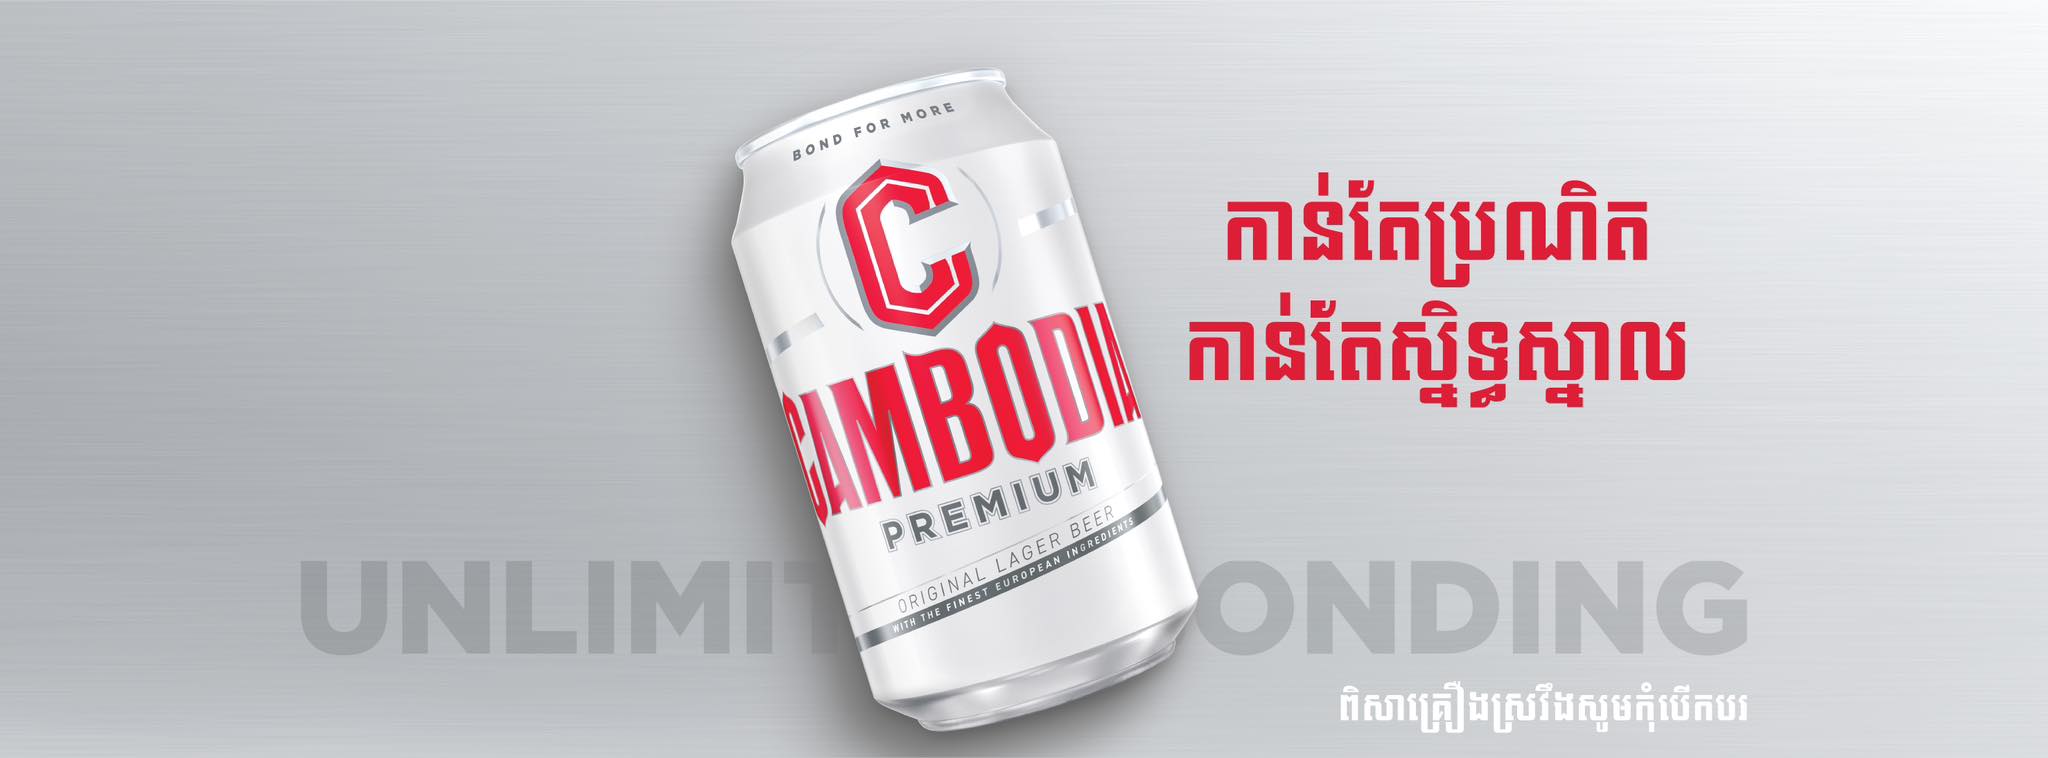 BOND FOR MORE
C
CAMBODIA
PREMIUM
ORIGINAL LAGER BEER
WITH THE FINEST EUROPEAN INGREDIENTS
កាន់តែប្រណិត
កាន់តែស្និទ្ធស្នាល
UNLIMIT ONDING
ពិសាគ្រឿងស្រវឹងសូមកុំបើកបរ